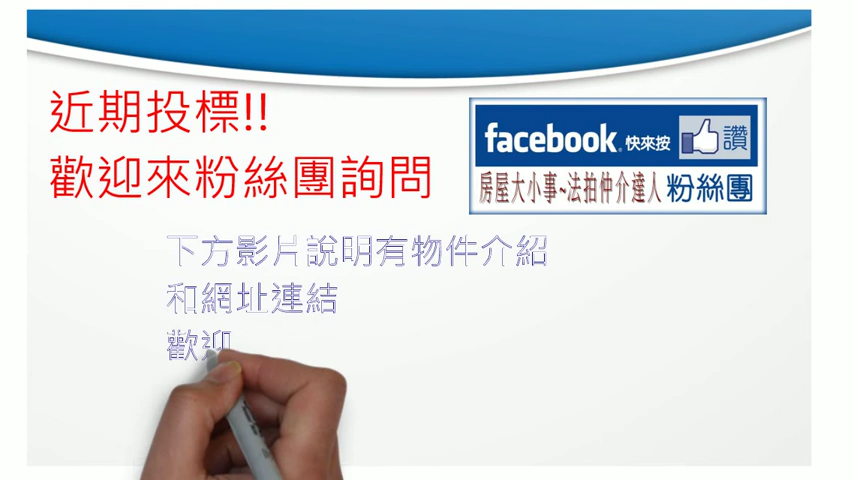 近期投標!!
歡迎來粉絲團詢問
facebook. 快來按 讚
房屋大小事~法拍仲介達人 粉絲團
下方影片說明有物件介紹
和網址連結
歡迎